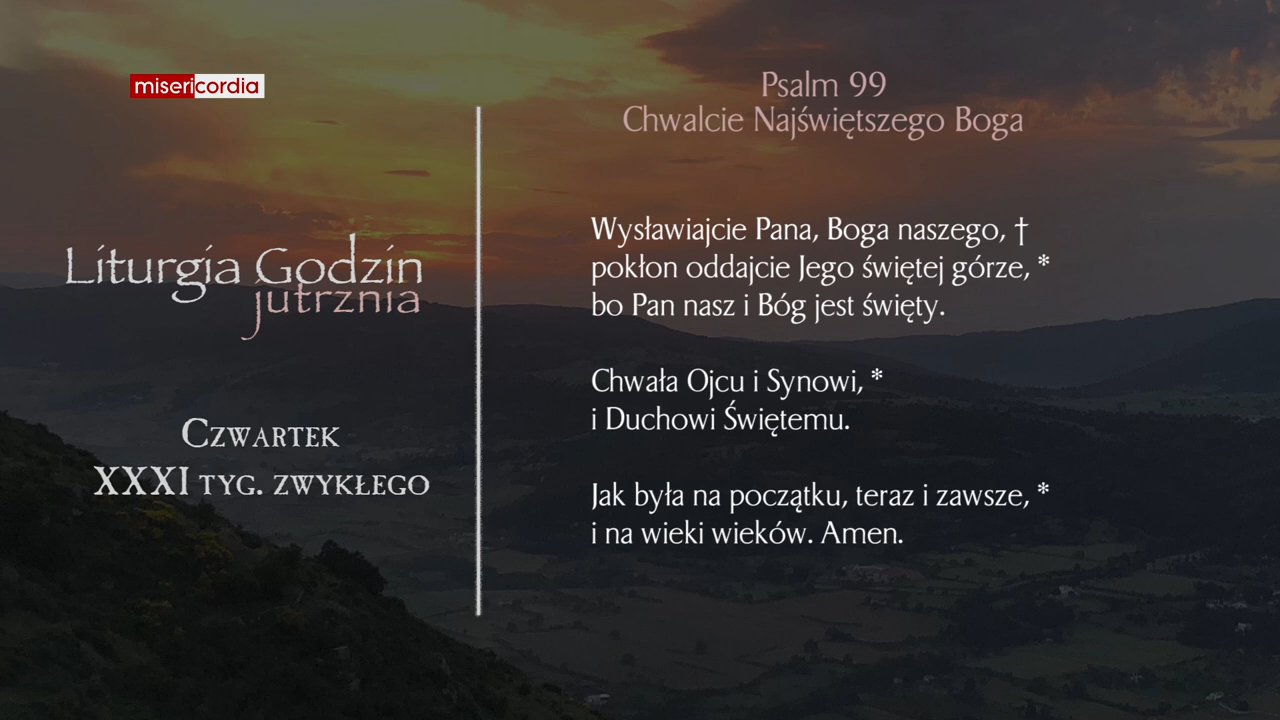 misericordia
Liturgia Godzin
jutrznia
Czwartek
XXXI tyg. zwykłego
Psalm 99
Chwalcie Najświętszego Boga
Wysławiajcie Pana, Boga naszego, †
pokłon oddajcie Jego świętej górze, *
bo Pan nasz i Bóg jest święty.
Chwała Ojcu i Synowi, *
i Duchowi Świętemu.
Jak była na początku, teraz i zawsze, *
i na wieki wieków. Amen.